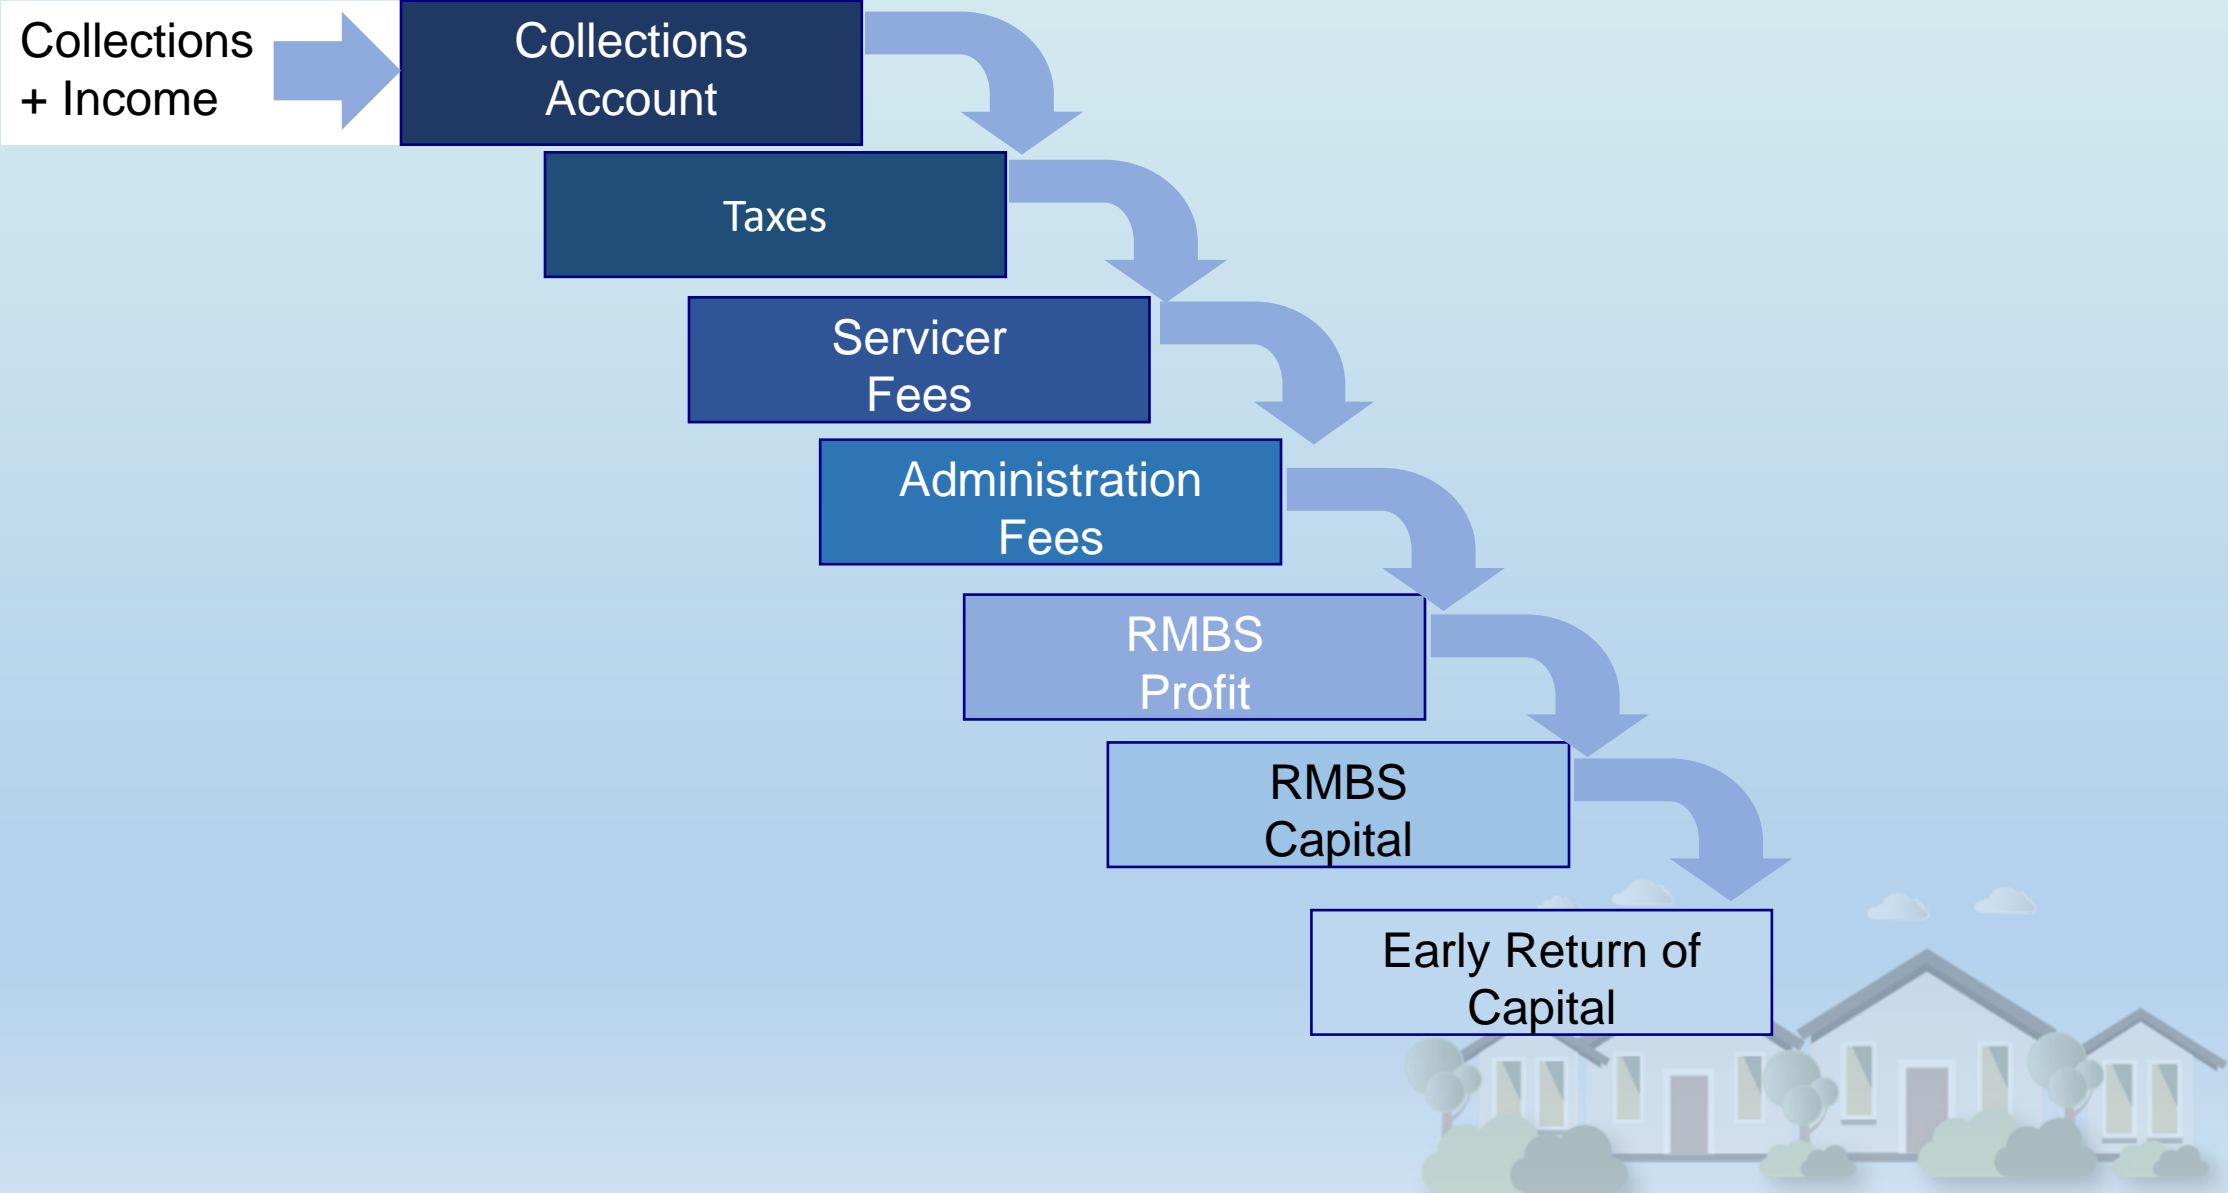 Collections
+ Income
Collections
Account
Taxes
Servicer
Fees
Administration
Fees
RMBS
Profit
RMBS
Capital
Early Return of
Capital